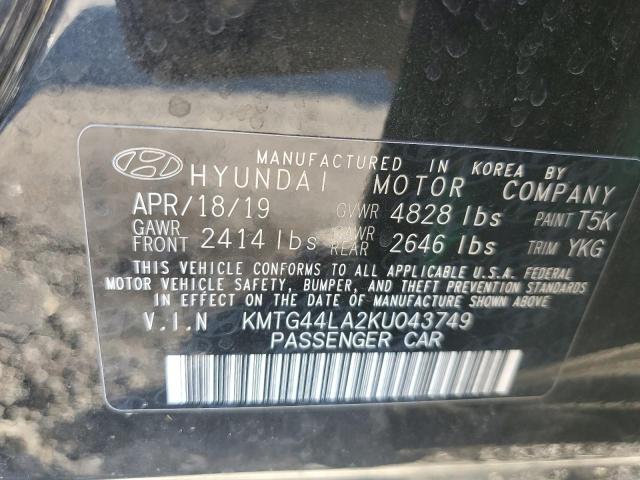 MANUFACTURED IN KOREA BY
HYUNDAI MOTOR COMPANY
APR/18/19 GVWR 4828 lbs PAINT T5K
GAWR FRONT 2414 lbs GAWR REAR 2646 lbs TRIM YKG
THIS VEHICLE CONFORMS TO ALL APPLICABLE U.S.A. FEDERAL
MOTOR VEHICLE SAFETY, BUMPER, AND THEFT PREVENTION STANDARDS
IN EFFECT ON THE DATE OF MANUFACTURE SHOWN ABOVE
V.I.N KMTG44LA2KU043749
PASSENGER CAR